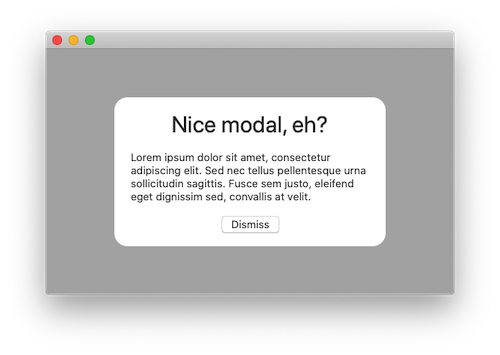 Nice modal, eh?
Lorem ipsum dolor sit amet, consectetur
adipiscing elit. Sed nec tellus pellentesque urna
sollicitudin sagittis. Fusce sem justo, eleifend
eget dignissim sed, convallis at velit.
Dismiss